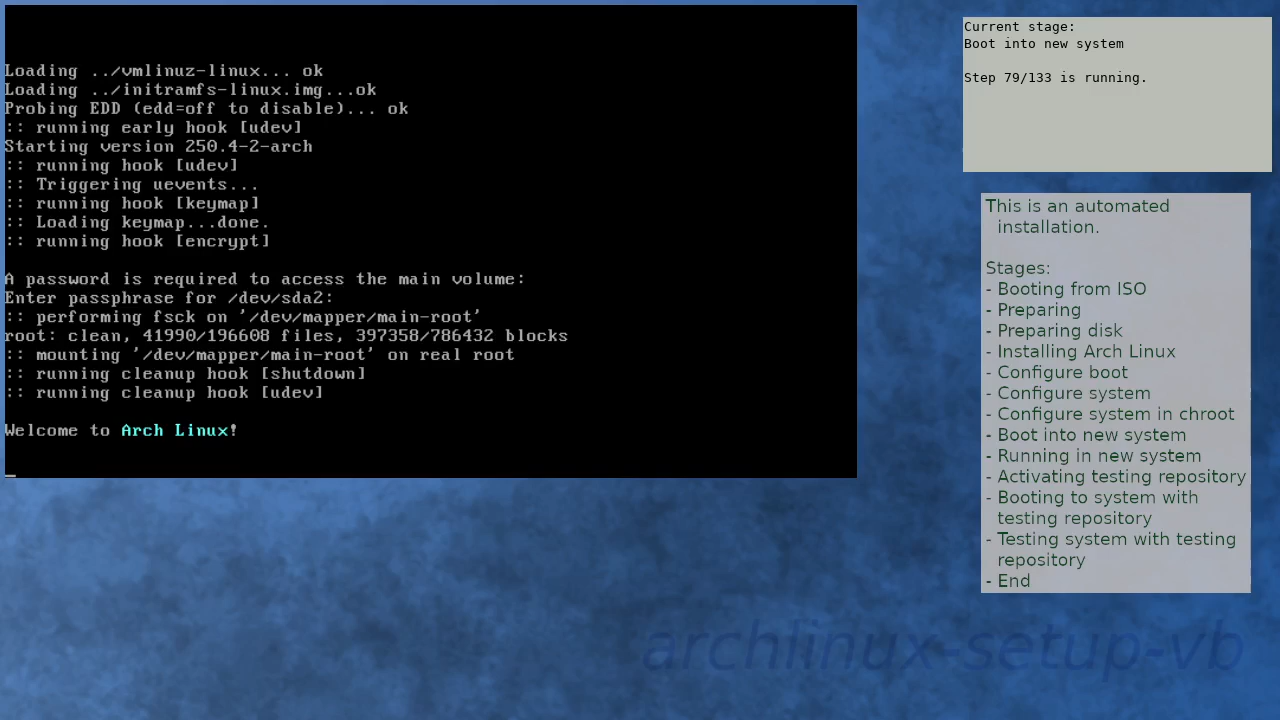 Loading ../vmlinuz-linux... ok
Loading ../initramfs-linux.img...ok
Probing EDD (edd=off to disable)... ok
:: running early hook [udev]
Starting version 250.4-2-arch
:: running hook [udev]
:: Triggering uevents...
:: running hook [keymap]
:: Loading keymap...done.
:: running hook [encrypt]

A password is required to access the main volume:
Enter passphrase for /dev/sda2:
:: performing fsck on '/dev/mapper/main-root'
root: clean, 41990/196608 files, 397358/786432 blocks
:: mounting '/dev/mapper/main-root' on real root
:: running cleanup hook [shutdown]
:: running cleanup hook [udev]

Welcome to Arch Linux!

_
Current stage:
Boot into new system

Step 79/133 is running.
This is an automated
installation.

Stages:
- Booting from ISO
- Preparing
- Preparing disk
- Installing Arch Linux
- Configure boot
- Configure system
- Configure system in chroot
- Boot into new system
- Running in new system
- Activating testing repository
- Booting to system with
testing repository
- Testing system with testing
repository
- End
archlinux-setup-vb